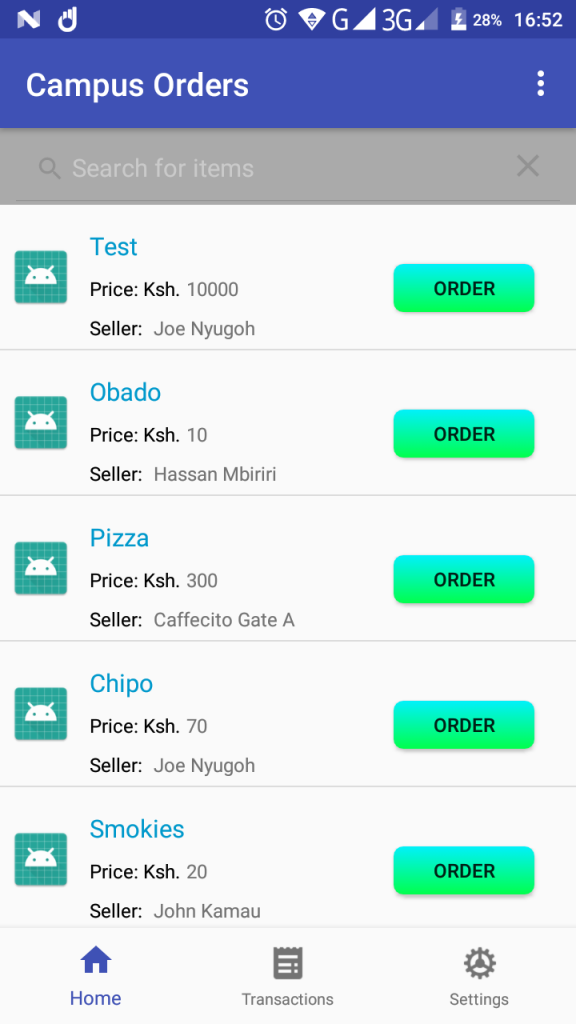 G 3G 28% 16:52
Campus Orders
Search for items
Test
Price: Ksh. 10000
ORDER
Seller: Joe Nyugoh
Obado
Price: Ksh. 10
ORDER
Seller: Hassan Mbiriri
Pizza
Price: Ksh. 300
ORDER
Seller: Caffecito Gate A
Chipo
Price: Ksh. 70
ORDER
Seller: Joe Nyugoh
Smokies
Price: Ksh. 20
ORDER
Seller: John Kamau
Home Transactions Settings